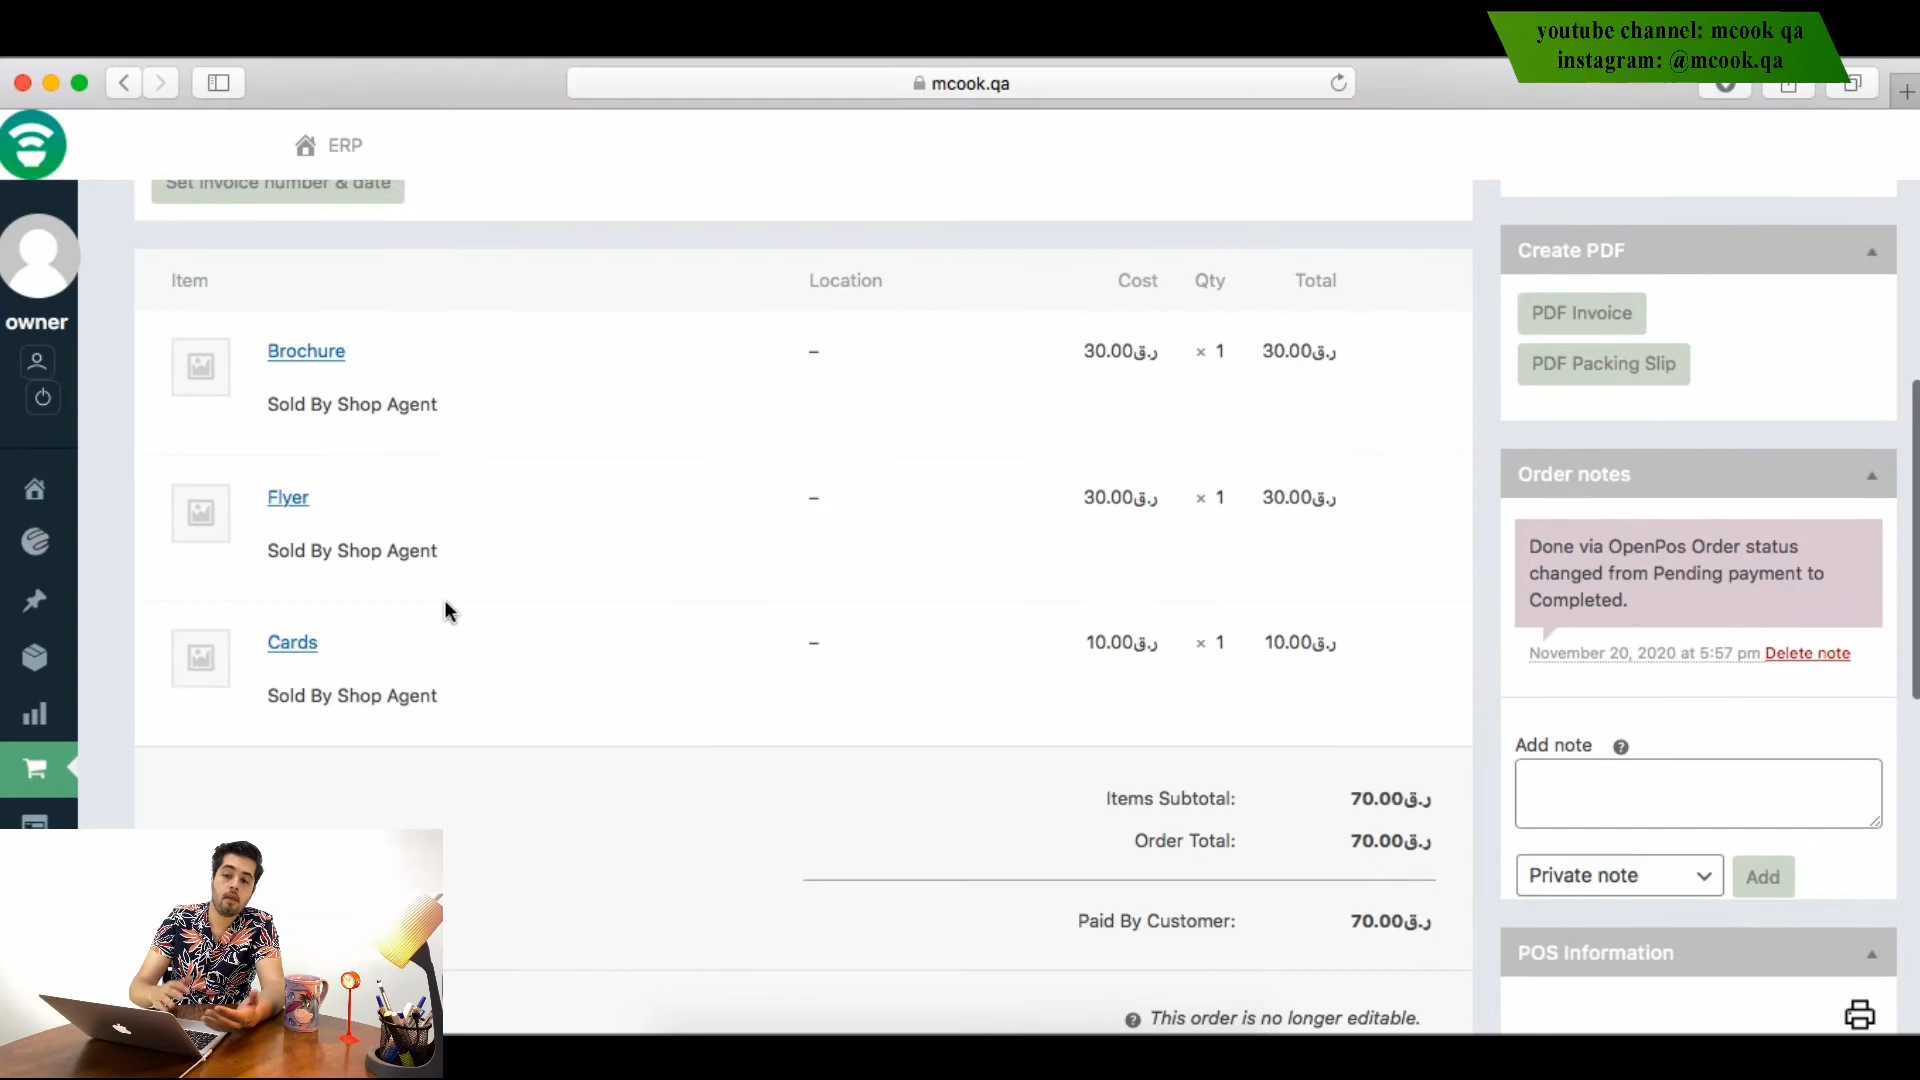 youtube channel: mcook qa
instagram: @mcook.qa
mcook.qa
ERP
Set invoice number & date
owner
Item Location Cost Qty Total
Brochure – 30.00ر.ق × 1 30.00ر.ق
Sold By Shop Agent
Flyer – 30.00ر.ق × 1 30.00ر.ق
Sold By Shop Agent
Cards – 10.00ر.ق × 1 10.00ر.ق
Sold By Shop Agent
Items Subtotal: 70.00ر.ق
Order Total: 70.00ر.ق
Paid By Customer: 70.00ر.ق
This order is no longer editable.
Create PDF
PDF Invoice
PDF Packing Slip
Order notes
Done via OpenPos Order status
changed from Pending payment to
Completed.
November 20, 2020 at 5:57 pm Delete note
Add note
Private note Add
POS Information